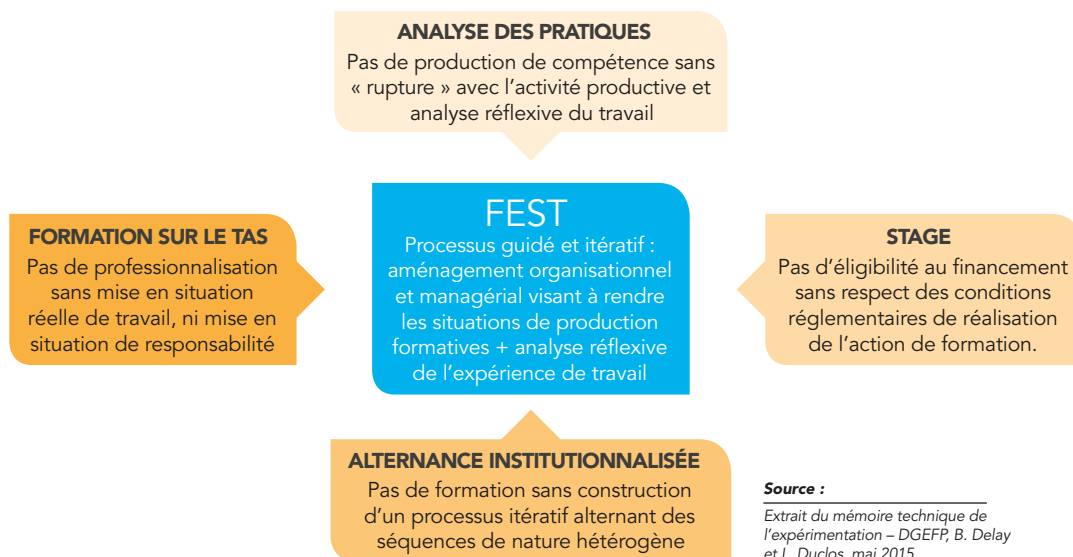 ANALYSE DES PRATIQUES
Pas de production de compétence sans
« rupture » avec l’activité productive et
analyse réflexive du travail
FEST
Processus guidé et itératif :
aménagement organisationnel
et managérial visant à rendre
les situations de production
formatives + analyse réflexive
de l’expérience de travail
FORMATION SUR LE TAS
Pas de professionnalisation
sans mise en situation
réelle de travail, ni mise en
situation de responsabilité
STAGE
Pas d’éligibilité au financement
sans respect des conditions
réglementaires de réalisation
de l’action de formation.
ALTERNANCE INSTITUTIONNALISÉE
Pas de formation sans construction
d’un processus itératif alternant des
séquences de nature hétérogène
Source :
Extrait du mémoire technique de
l’expérimentation – DGEFP, B. Delay
et L. Duclos, mai 2015